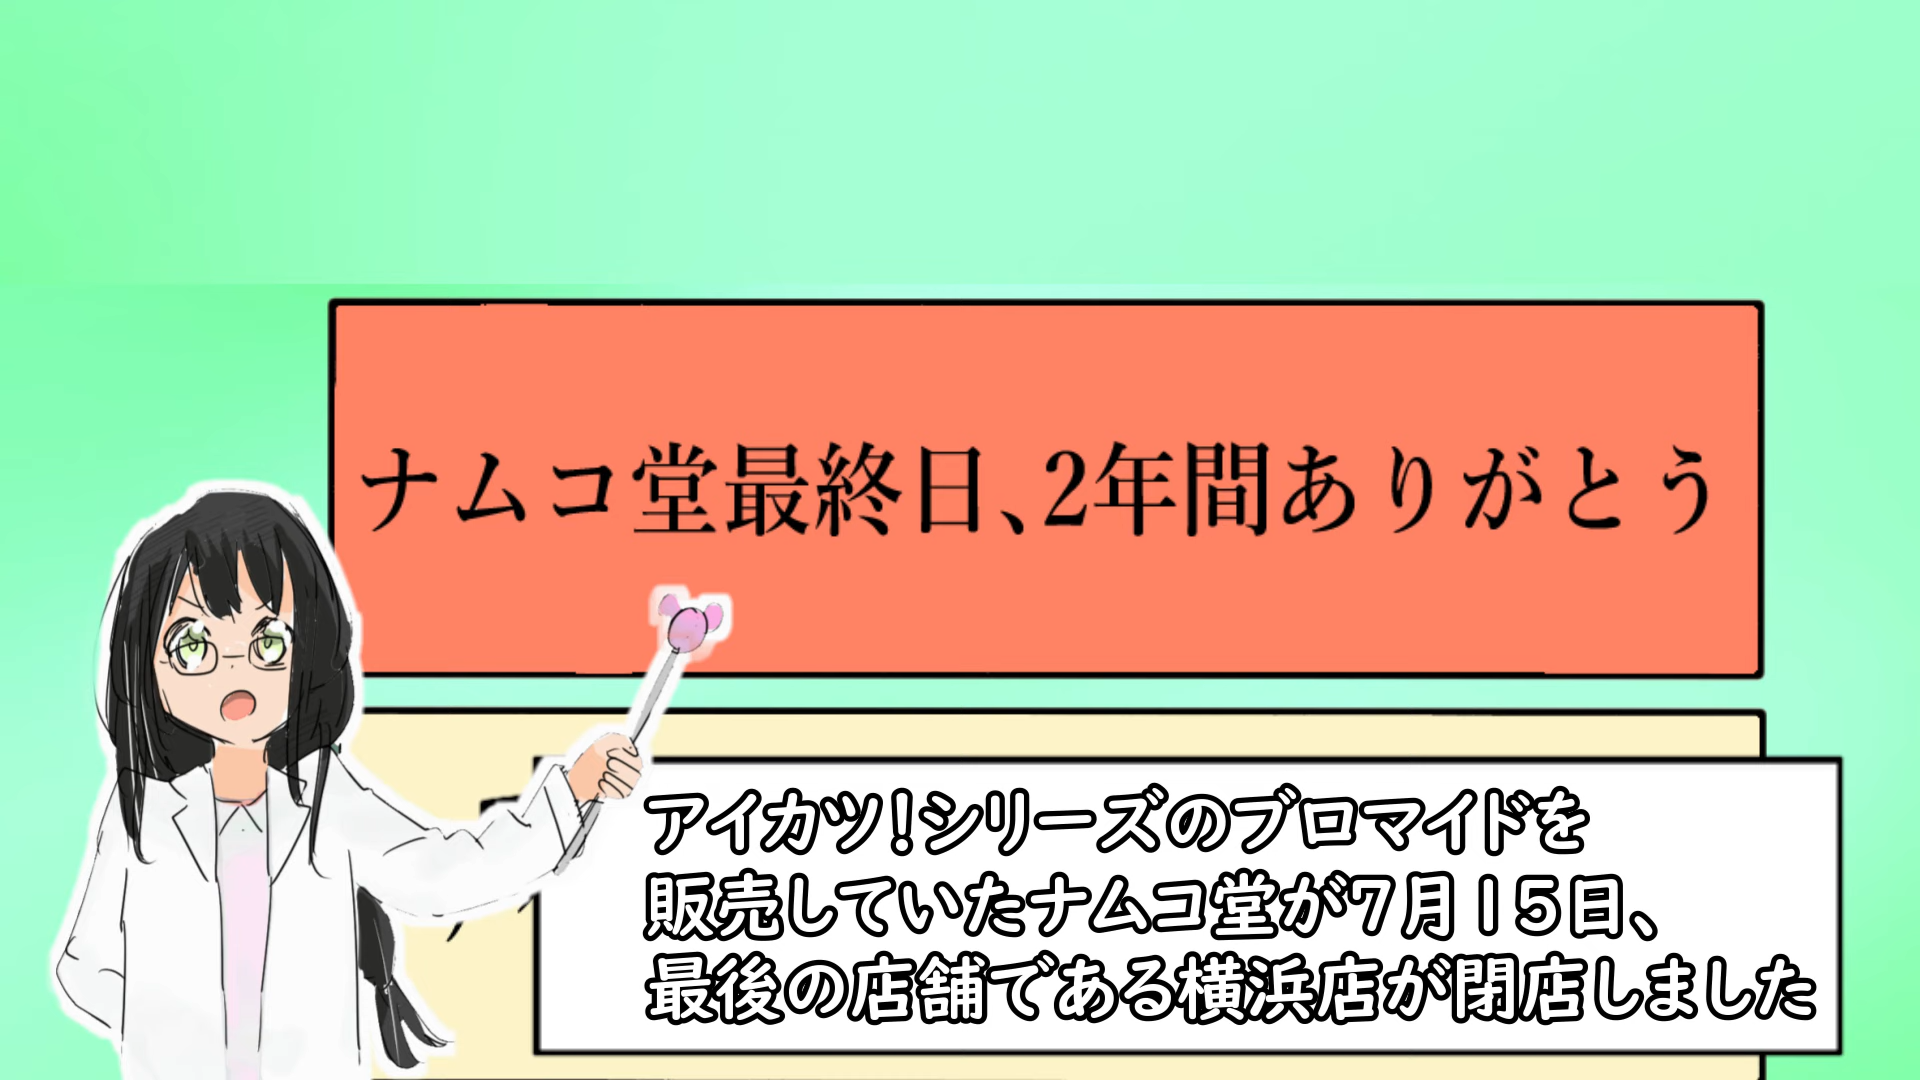 ナムコ堂最終日、2年間ありがとう
アイカツ！シリーズのブロマイドを
販売していたナムコ堂が７月１５日、
最後の店舗である横浜店が閉店しました